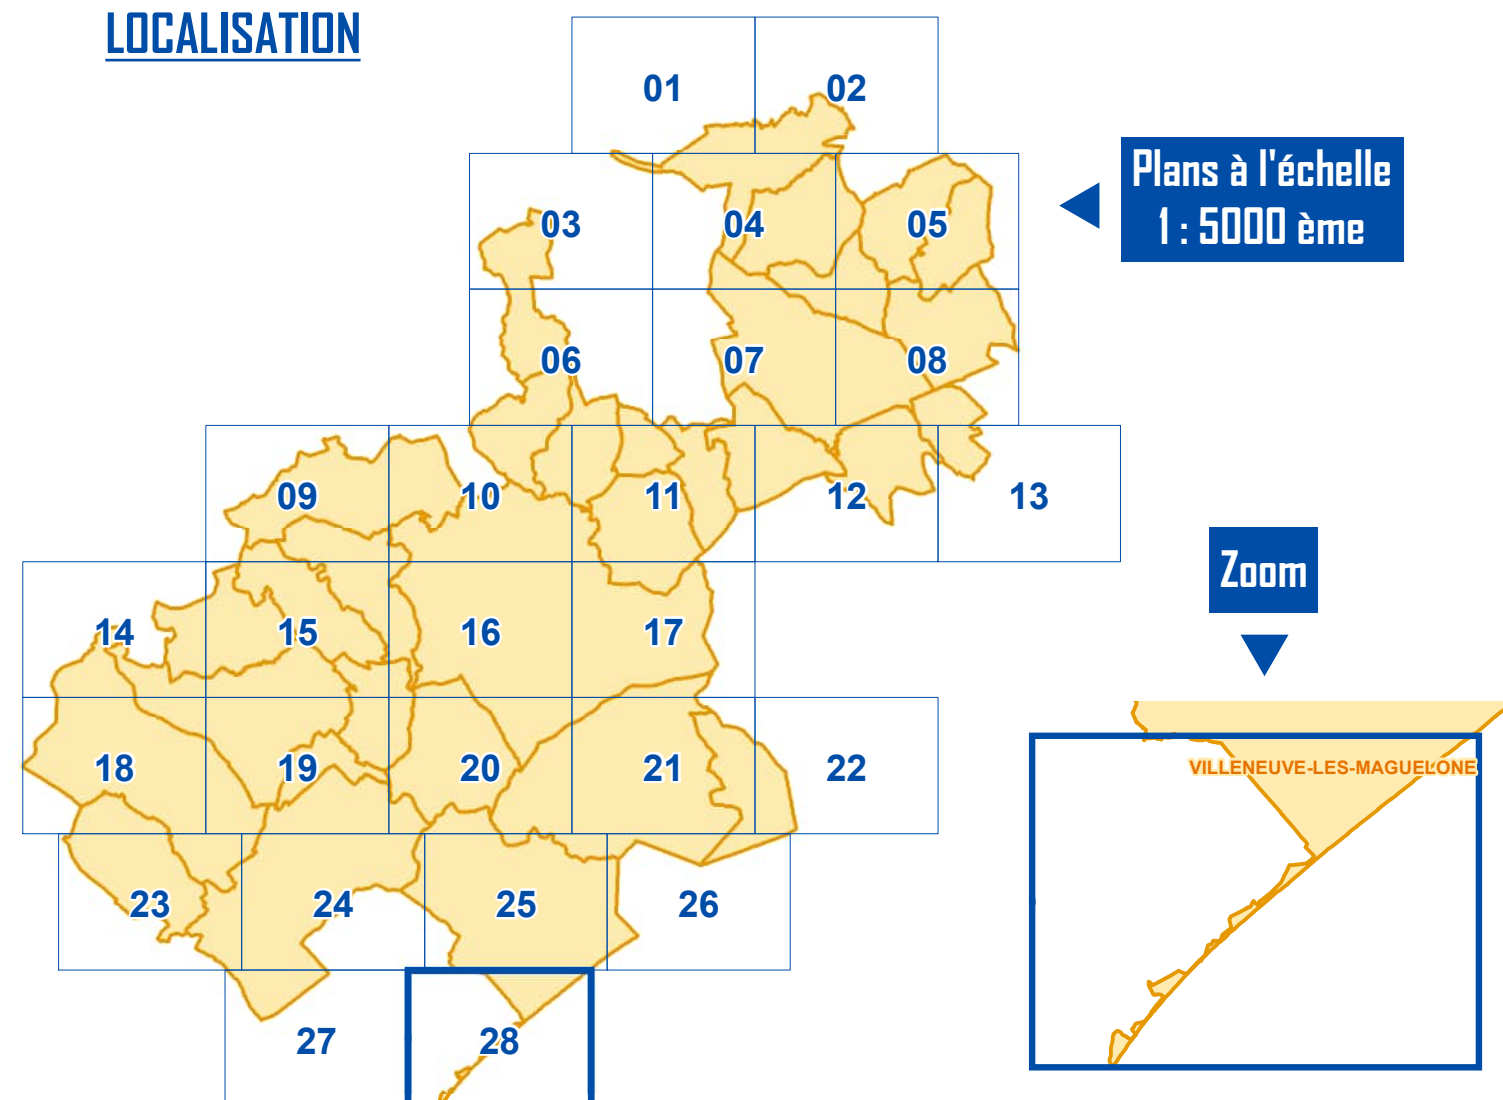 LOCALISATION
01 02
Plans à l'échelle
1 : 5000 ème
03 04 05
06 07 08
09 10 11 12 13
Zoom
14 15 16 17
18 19 20 21 22
VILLENEUVE-LES-MAGUELONE
23 24 25 26
27 28